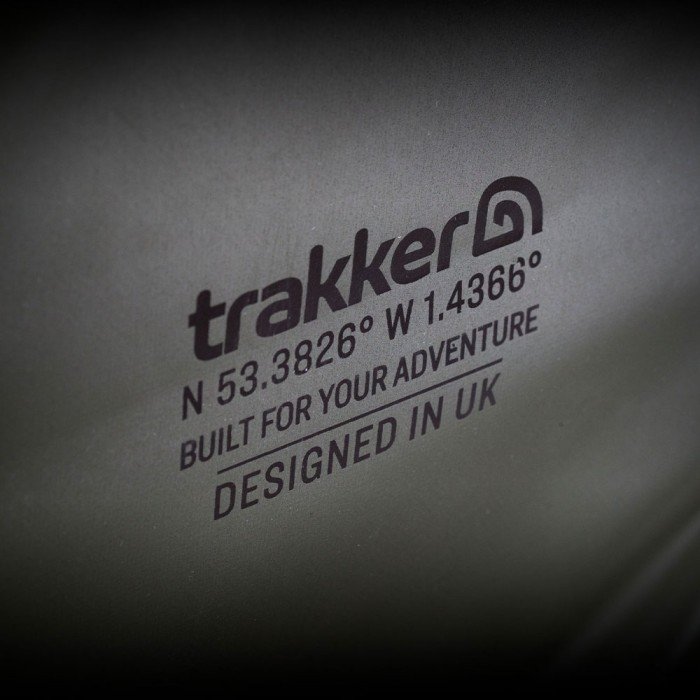 trakker
N 53.3826° W 1.4366°
BUILT FOR YOUR ADVENTURE
DESIGNED IN UK